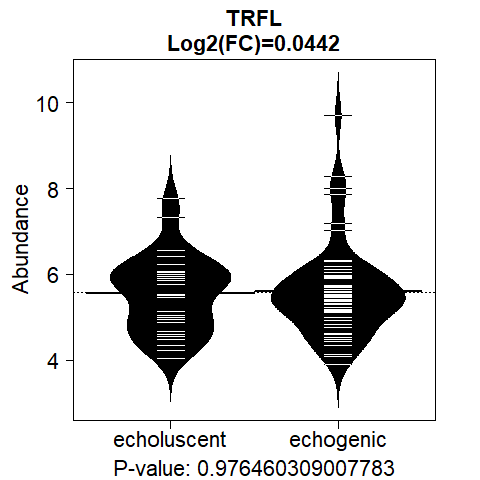 TRFL
Log2(FC)=0.0442
10
8
6
4
Abundance
echoluscent echogenic
P-value: 0.976460309007783